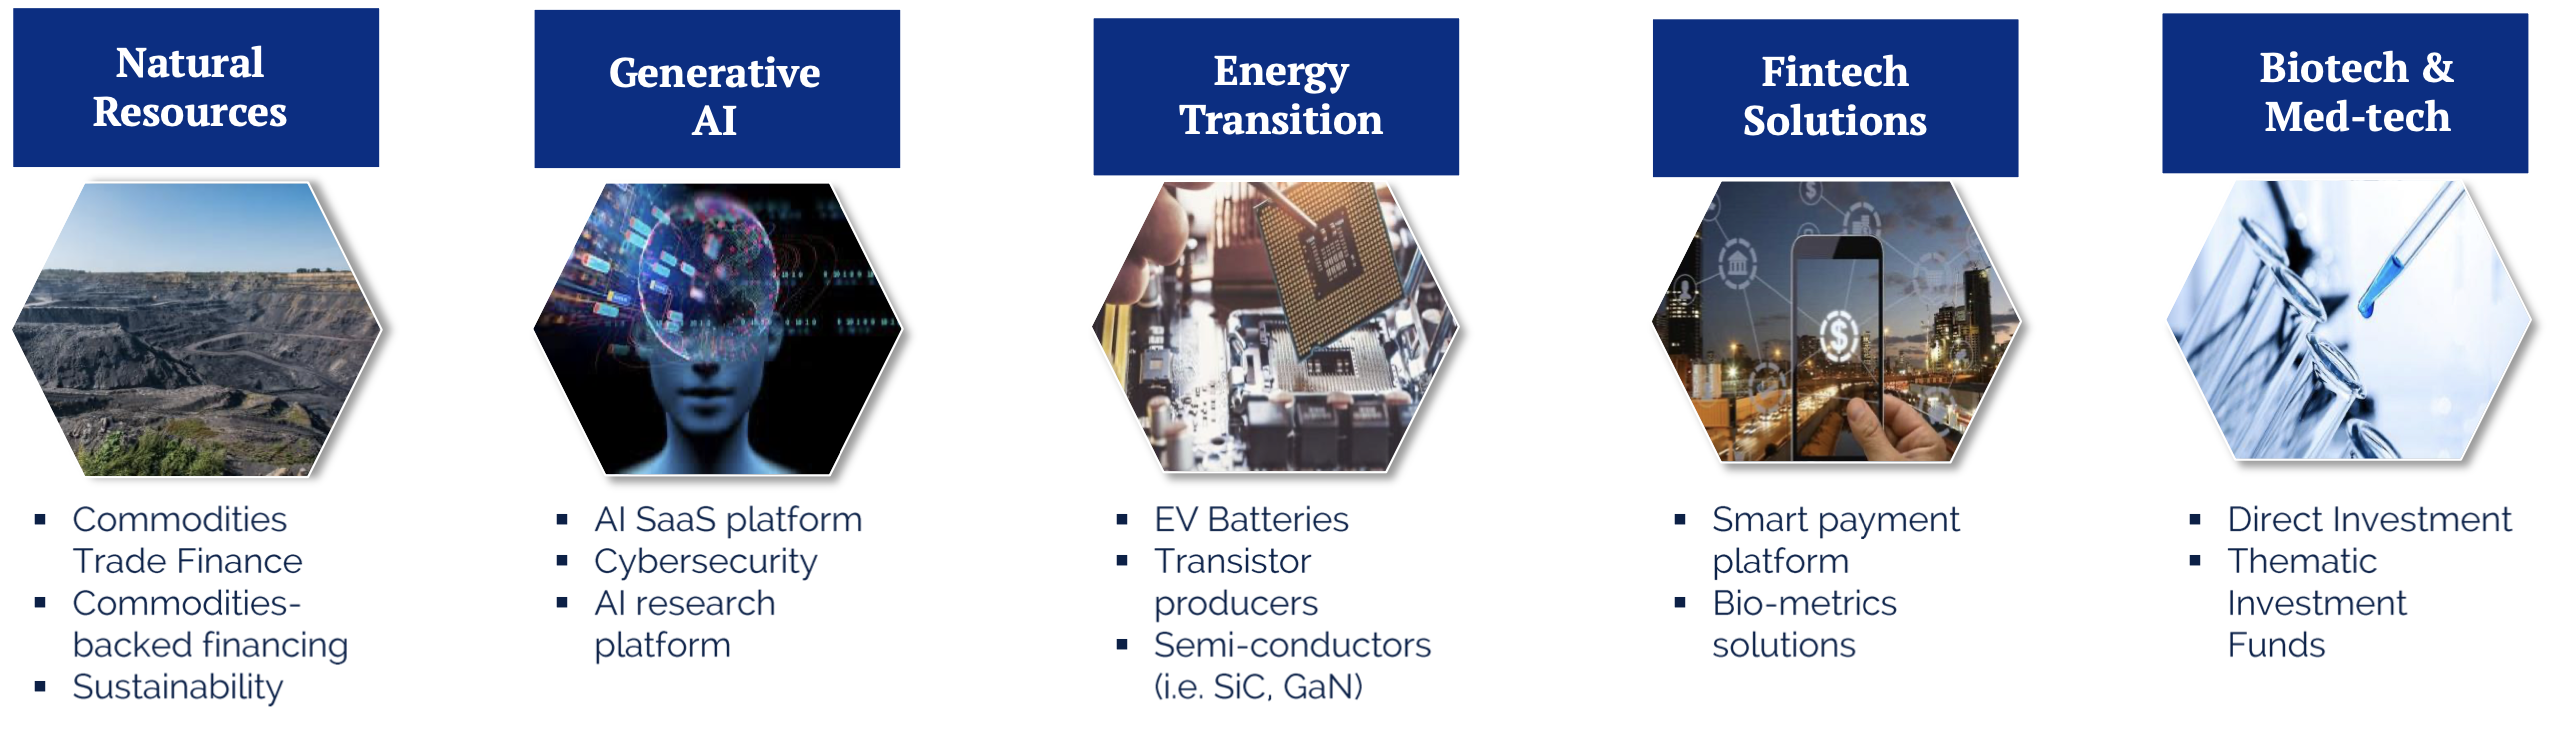 Natural
Resources
Generative
AI
Energy
Transition
Fintech
Solutions
Biotech &
Med-tech
▪ Commodities
Trade Finance
▪ Commodities-
backed financing
▪ Sustainability
▪ AI SaaS platform
▪ Cybersecurity
▪ AI research
platform
▪ EV Batteries
▪ Transistor
producers
▪ Semi-conductors
(i.e. SiC, GaN)
▪ Smart payment
platform
▪ Bio-metrics
solutions
▪ Direct Investment
▪ Thematic
Investment
Funds